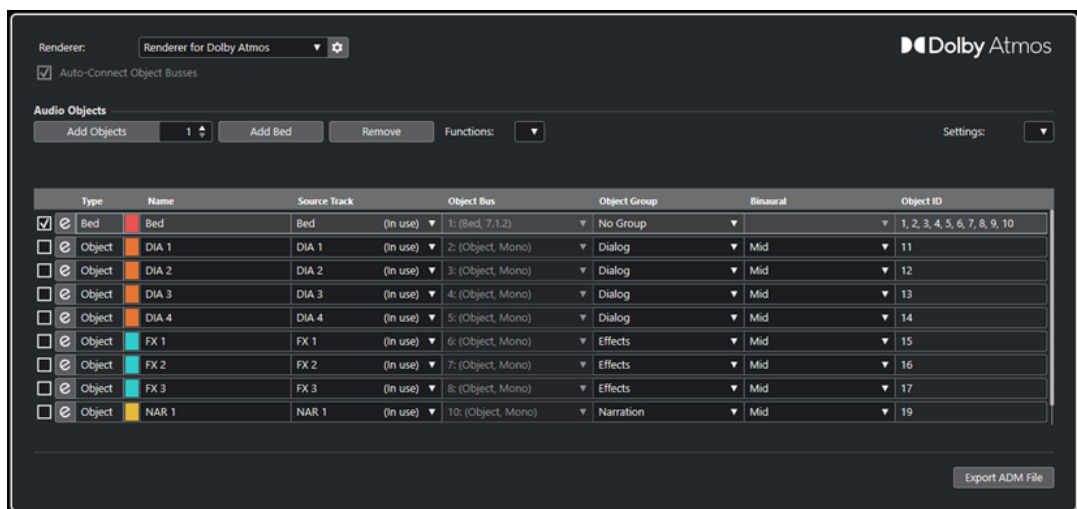 Renderer: Renderer for Dolby Atmos Dolby Atmos
Auto-Connect Object Busses
Audio Objects
Add Objects 1 Add Bed Remove Functions: Settings:
Type Name Source Track Object Bus Object Group Binaural Object ID
e Bed Bed Bed (In use) 1: (Bed, 7.1.2) No Group 1, 2, 3, 4, 5, 6, 7, 8, 9, 10
e Object DIA 1 DIA 1 (In use) 2: (Object, Mono) Dialog Mid 11
e Object DIA 2 DIA 2 (In use) 3: (Object, Mono) Dialog Mid 12
e Object DIA 3 DIA 3 (In use) 4: (Object, Mono) Dialog Mid 13
e Object DIA 4 DIA 4 (In use) 5: (Object, Mono) Dialog Mid 14
e Object FX 1 FX 1 (In use) 6: (Object, Mono) Effects Mid 15
e Object FX 2 FX 2 (In use) 7: (Object, Mono) Effects Mid 16
e Object FX 3 FX 3 (In use) 8: (Object, Mono) Effects Mid 17
e Object NAR 1 NAR 1 (In use) 10: (Object, Mono) Narration Mid 19
Export ADM File